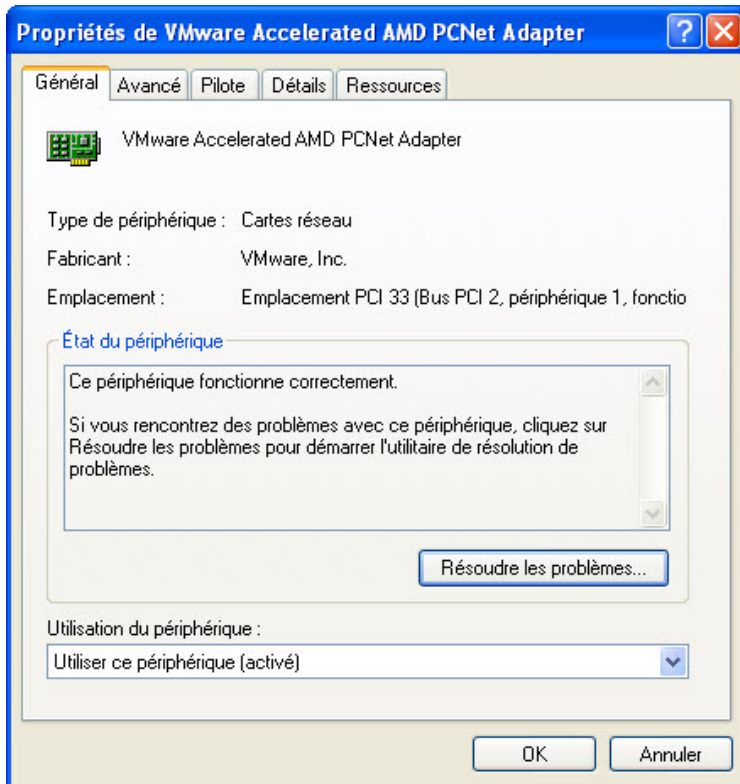 Propriétés de VMware Accelerated AMD PCNet Adapter
Général Avancé Pilote Détails Ressources
VMware Accelerated AMD PCNet Adapter
Type de périphérique : Cartes réseau
Fabricant : VMware, Inc.
Emplacement : Emplacement PCI 33 (Bus PCI 2, périphérique 1, fonctio
État du périphérique
Ce périphérique fonctionne correctement.
Si vous rencontrez des problèmes avec ce périphérique, cliquez sur
Résoudre les problèmes pour démarrer l'utilitaire de résolution de
problèmes.
Résoudre les problèmes...
Utilisation du périphérique :
Utiliser ce périphérique (activé)
OK Annuler